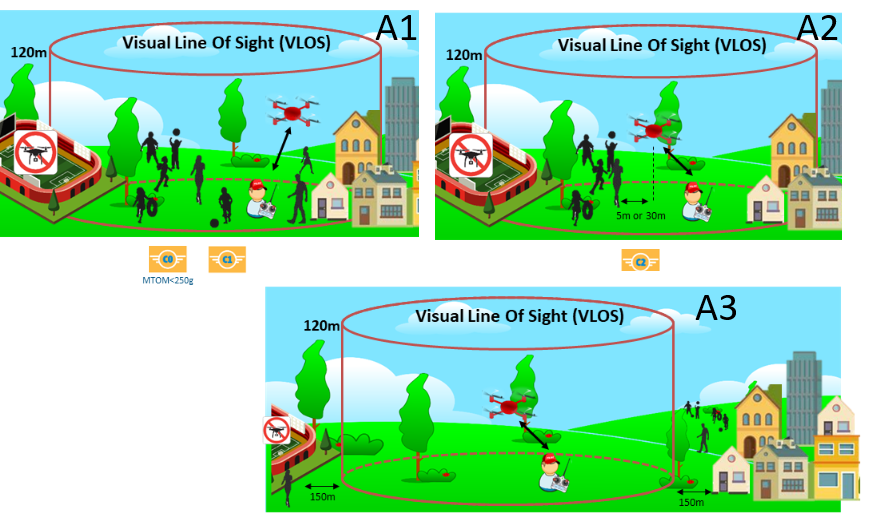 A1
Visual Line Of Sight (VLOS)
120m
C0
C1
MTOM<250g
A2
Visual Line Of Sight (VLOS)
120m
5m or 30m
C2
A3
Visual Line Of Sight (VLOS)
120m
150m
150m